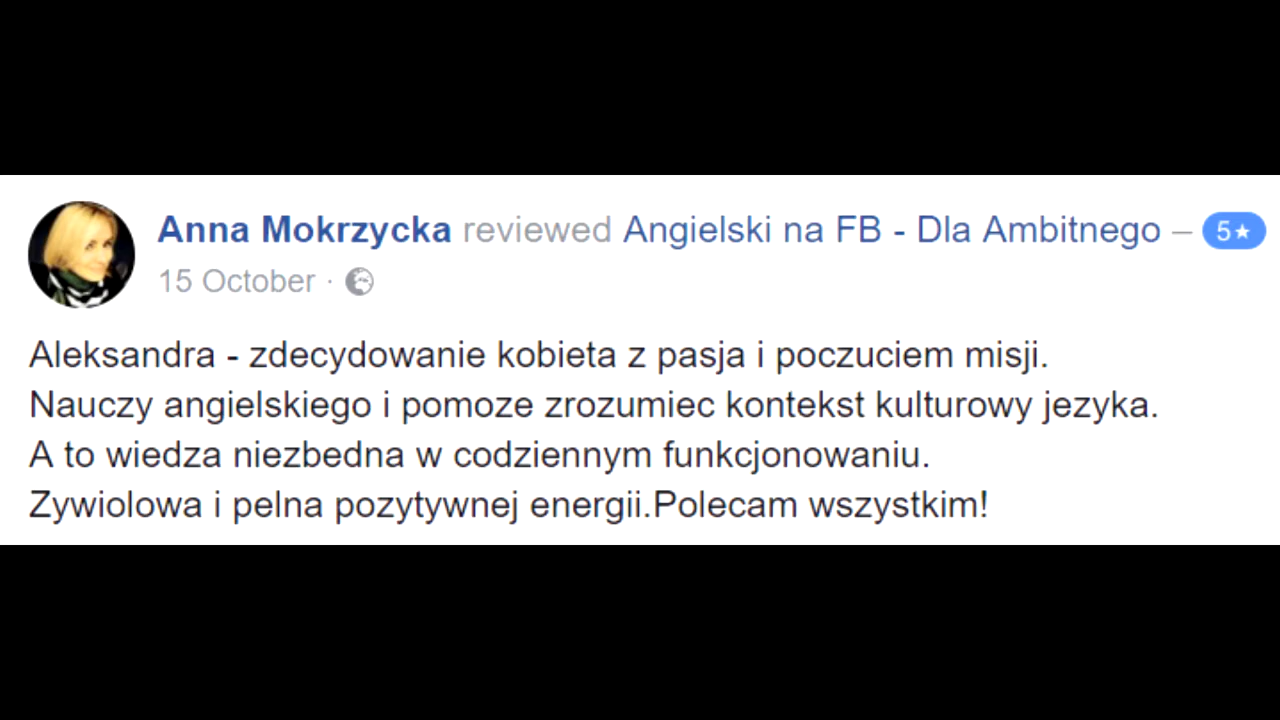 Anna Mokrzycka reviewed Angielski na FB - Dla Ambitnego — 5★
15 October ·
Aleksandra - zdecydowanie kobieta z pasja i poczuciem misji.
Nauczy angielskiego i pomoze zrozumiec kontekst kulturowy jezyka.
A to wiedza niezbedna w codziennym funkcjonowaniu.
Zywiolowa i pelna pozytywnej energii.Polecam wszystkim!